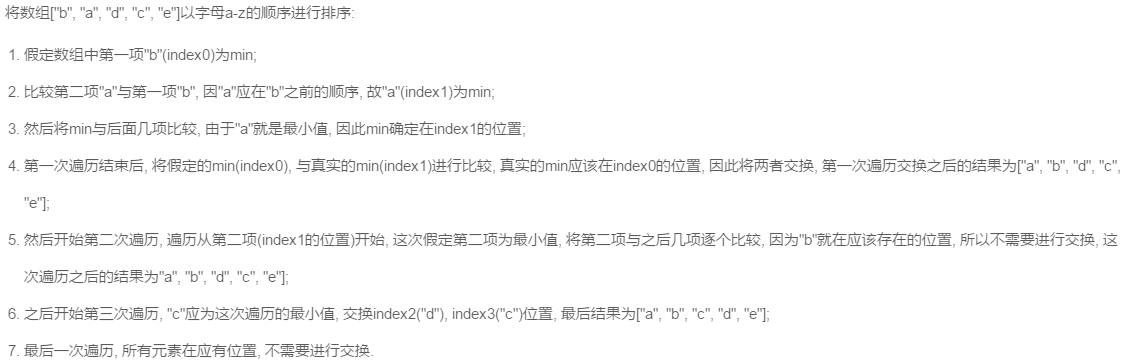 将数组["b", "a", "d", "c", "e"]以字母a-z的顺序进行排序:
1. 假定数组中第一项"b"(index0)为min;
2. 比较第二项"a"与第一项"b", 因"a"应在"b"之前的顺序, 故"a"(index1)为min;
3. 然后将min与后面几项比较, 由于"a"就是最小值, 因此min确定在index1的位置;
4. 第一次遍历结束后, 将假定的min(index0), 与真实的min(index1)进行比较, 真实的min应该在index0的位置, 因此将两者交换, 第一次遍历交换之后的结果为["a", "b", "d", "c",
"e"];
5. 然后开始第二次遍历, 遍历从第二项(index1的位置)开始, 这次假定第二项为最小值, 将第二项与之后几项逐个比较, 因为"b"就在应该存在的位置, 所以不需要进行交换, 这
次遍历之后的结果为"a", "b", "d", "c", "e"];
6. 之后开始第三次遍历, "c"应为这次遍历的最小值, 交换index2("d"), index3("c")位置, 最后结果为["a", "b", "c", "d", "e"];
7. 最后一次遍历, 所有元素在应有位置, 不需要进行交换.